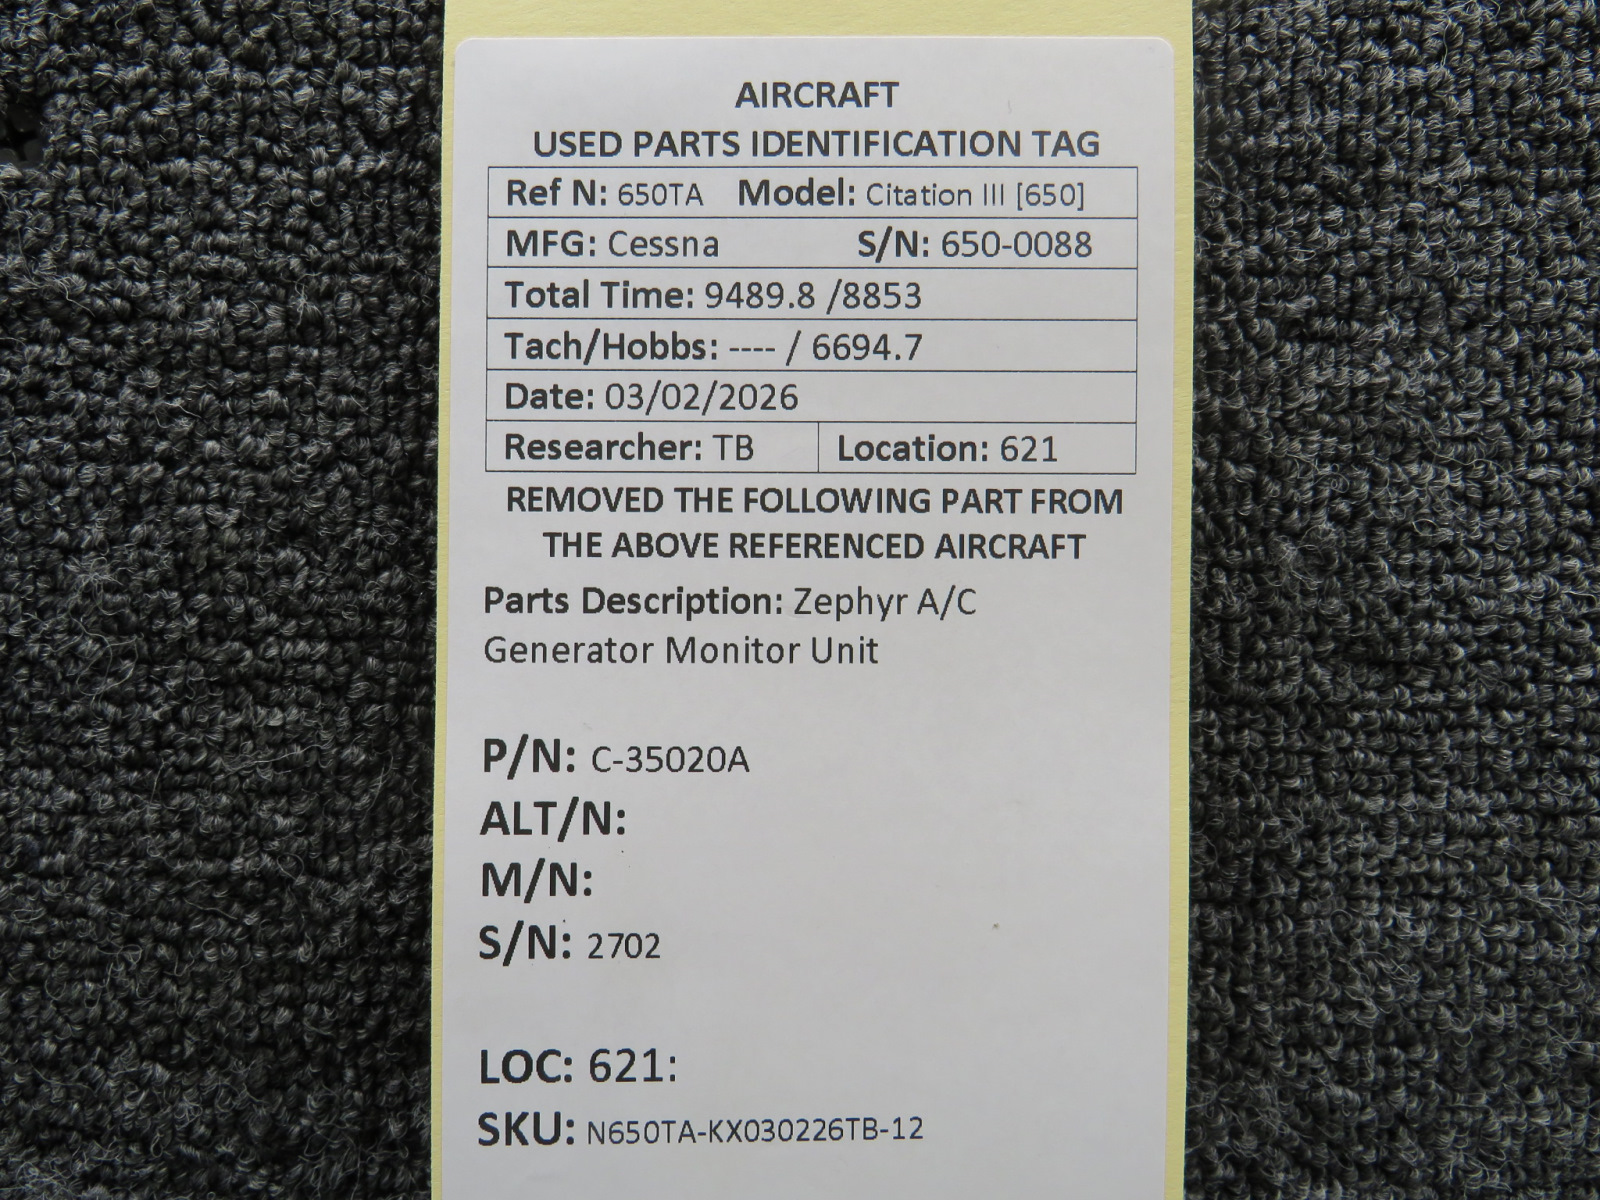 AIRCRAFT
USED PARTS IDENTIFICATION TAG
Ref N: 650TA Model: Citation III [650]
MFG: Cessna S/N: 650-0088
Total Time: 9489.8 /8853
Tach/Hobbs: ---- / 6694.7
Date: 03/02/2026
Researcher: TB Location: 621
REMOVED THE FOLLOWING PART FROM
THE ABOVE REFERENCED AIRCRAFT
Parts Description: Zephyr A/C
Generator Monitor Unit
P/N: C-35020A
ALT/N:
M/N:
S/N: 2702
LOC: 621:
SKU: N650TA-KX030226TB-12